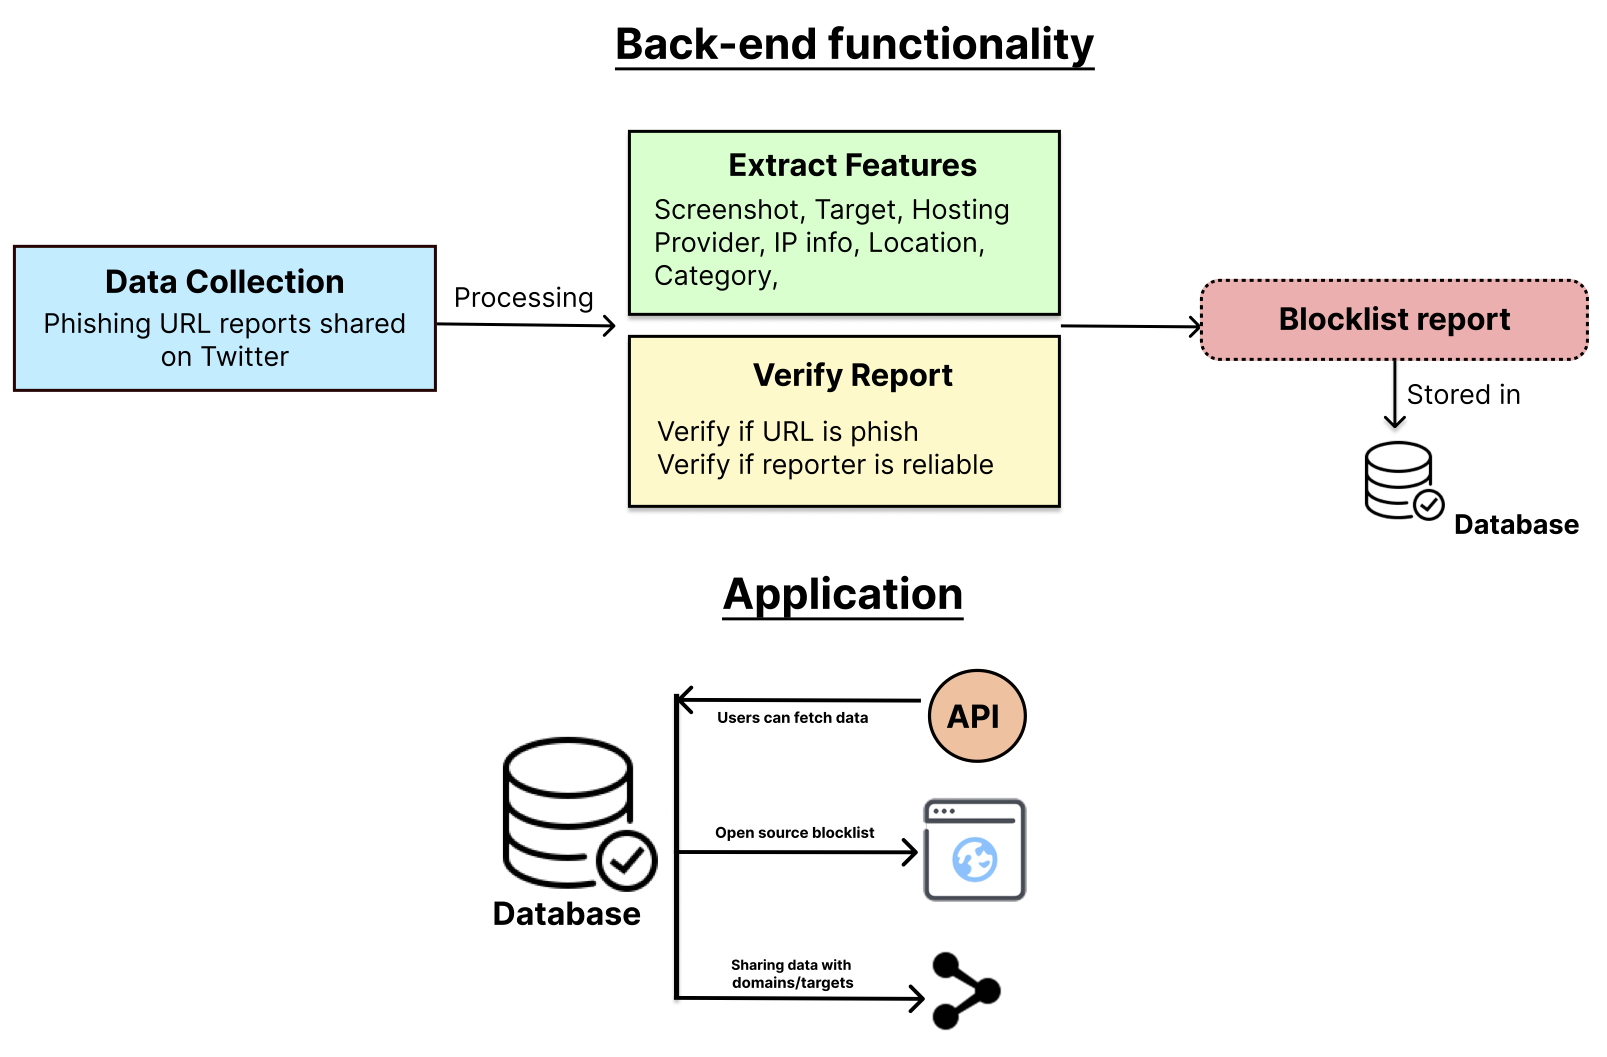 Back-end functionality
Extract Features
Screenshot, Target, Hosting
Provider, IP info, Location,
Category,
Data Collection
Phishing URL reports shared
on Twitter
Processing
Blocklist report
Verify Report
Verify if URL is phish
Verify if reporter is reliable
Stored in
Database
Application
API
Users can fetch data
Open source blocklist
Database
Sharing data with
domains/targets